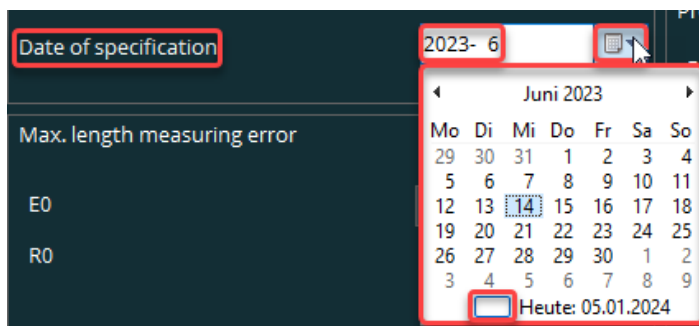 Date of specification
2023- 6
Juni 2023
Mo Di Mi Do Fr Sa So
29 30 31 1 2 3 4
5 6 7 8 9 10 11
12 13 14 15 16 17 18
19 20 21 22 23 24 25
26 27 28 29 30 1 2
3 4 5 6 7 8 9
Heute: 05.01.2024
Max. length measuring error
E0
R0